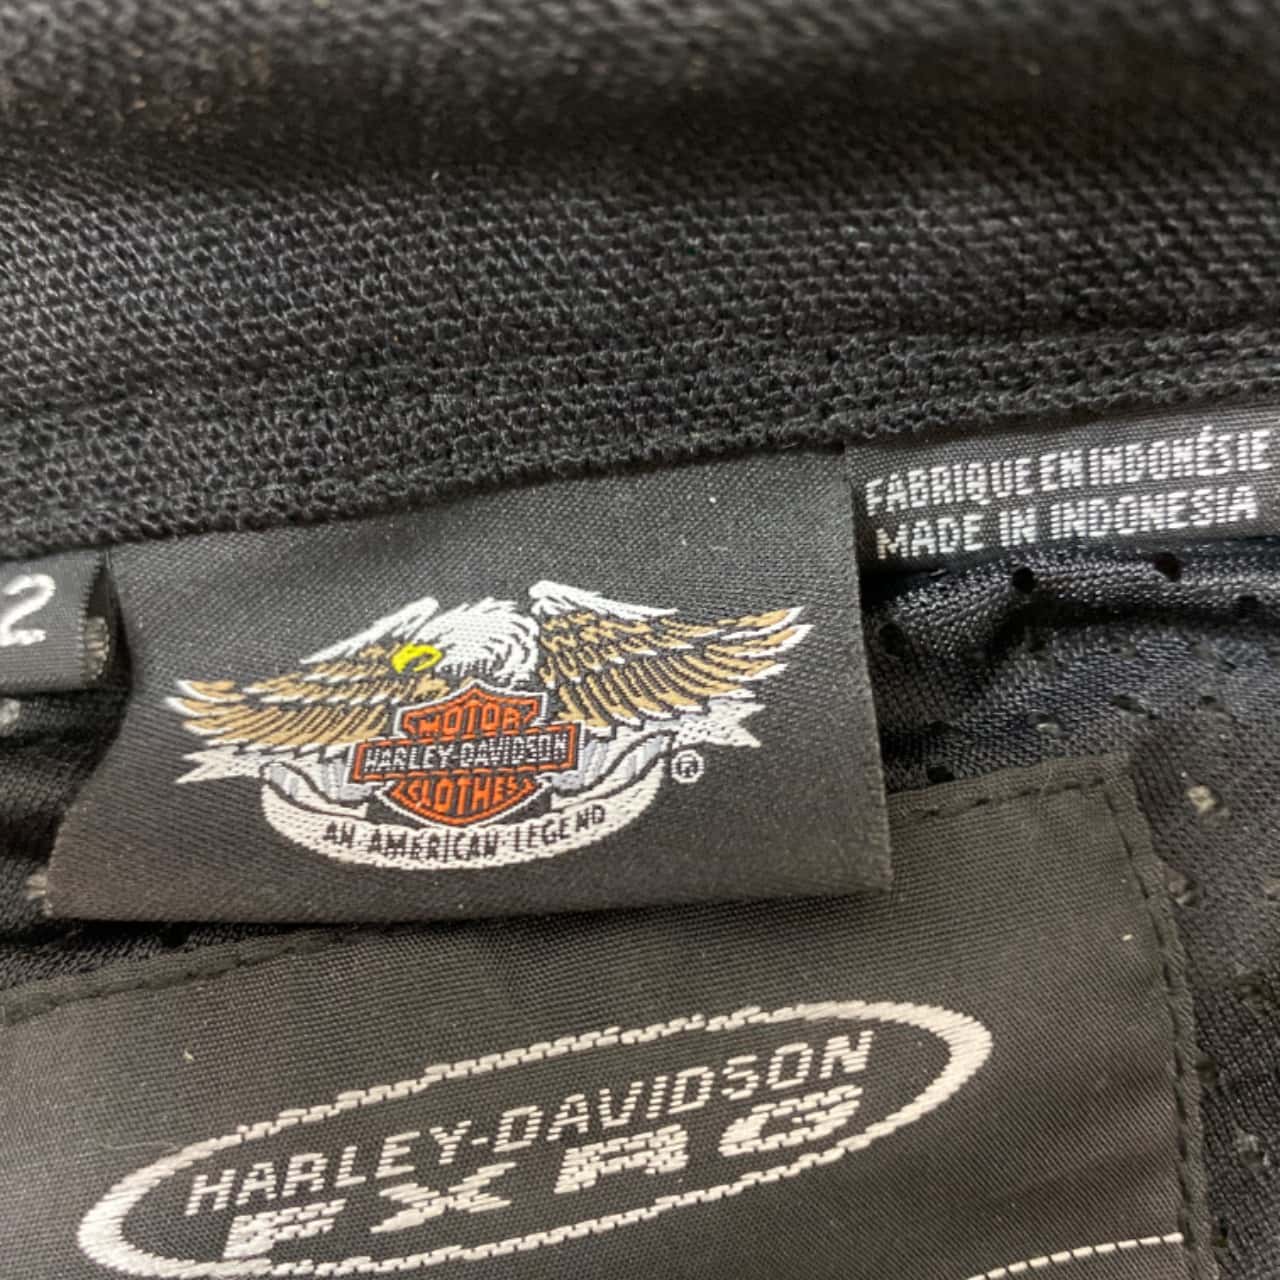 FABRIQUE EN INDONÉSIE
MADE IN INDONESIA
2
MOTOR
HARLEY-DAVIDSON
CLOTHES
®
AN AMERICAN LEGEND
HARLEY-DAVIDSON
FXRG